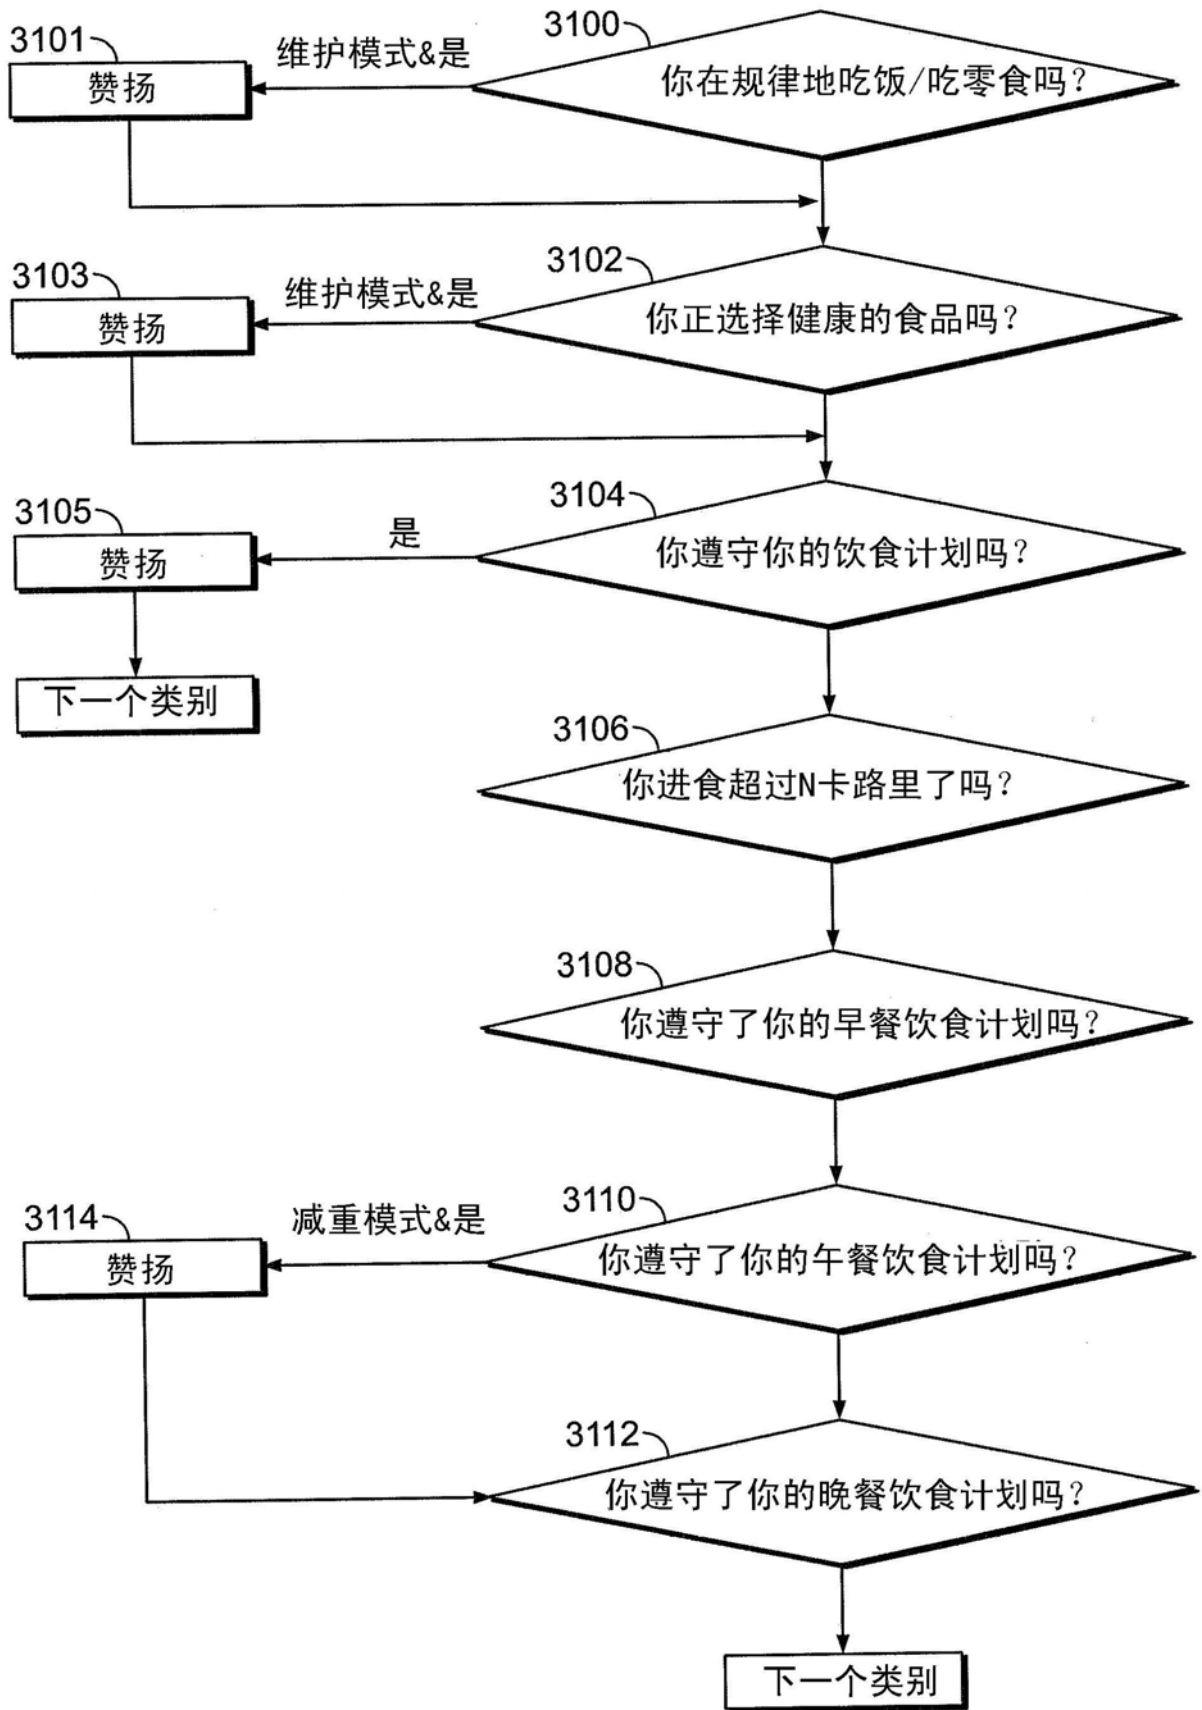 3100
3101
维护模式&是
赞扬
你在规律地吃饭/吃零食吗？
3102
3103
维护模式&是
赞扬
你正选择健康的食品吗？
3104
3105
是
赞扬
你遵守你的饮食计划吗？
下一个类别
3106
你进食超过N卡路里了吗？
3108
你遵守了你的早餐饮食计划吗？
3110
3114
减重模式&是
赞扬
你遵守了你的午餐饮食计划吗？
3112
你遵守了你的晚餐饮食计划吗？
下一个类别